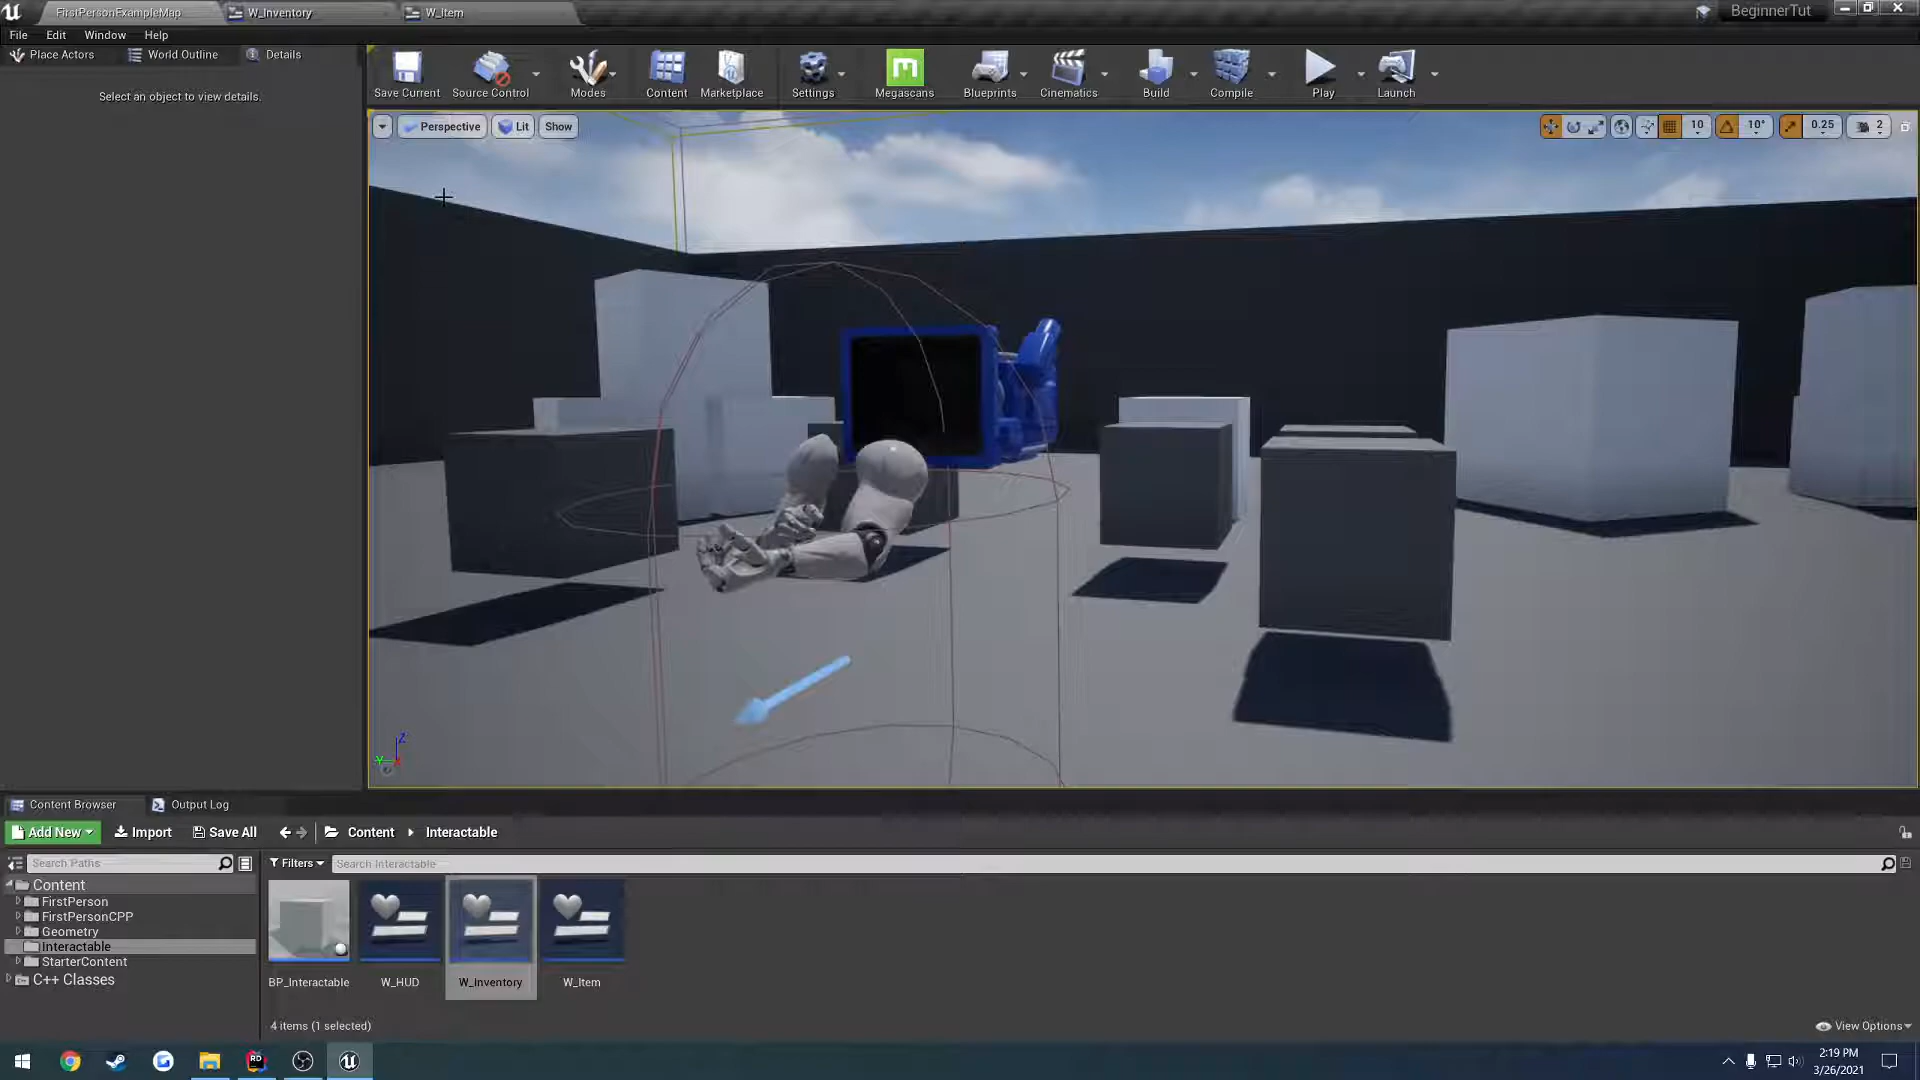 FirstPersonExampleMap W_Inventory W_Item BeginnerTut
File Edit Window Help
Place Actors World Outline Details
Select an object to view details.
Save Current Source Control Modes Content Marketplace Settings Megascans Blueprints Cinematics Build Compile Play Launch
Perspective Lit Show 10 10° 0.25 2
Z
Y
Content Browser Output Log
Add New Import Save All Content Interactable
Search Paths Filters Search Interactable
Content
FirstPerson
FirstPersonCPP
Geometry
Interactable
StarterContent
C++ Classes
BP_Interactable W_HUD W_Inventory W_Item
4 items (1 selected) View Options
RD
2:19 PM
3/26/2021